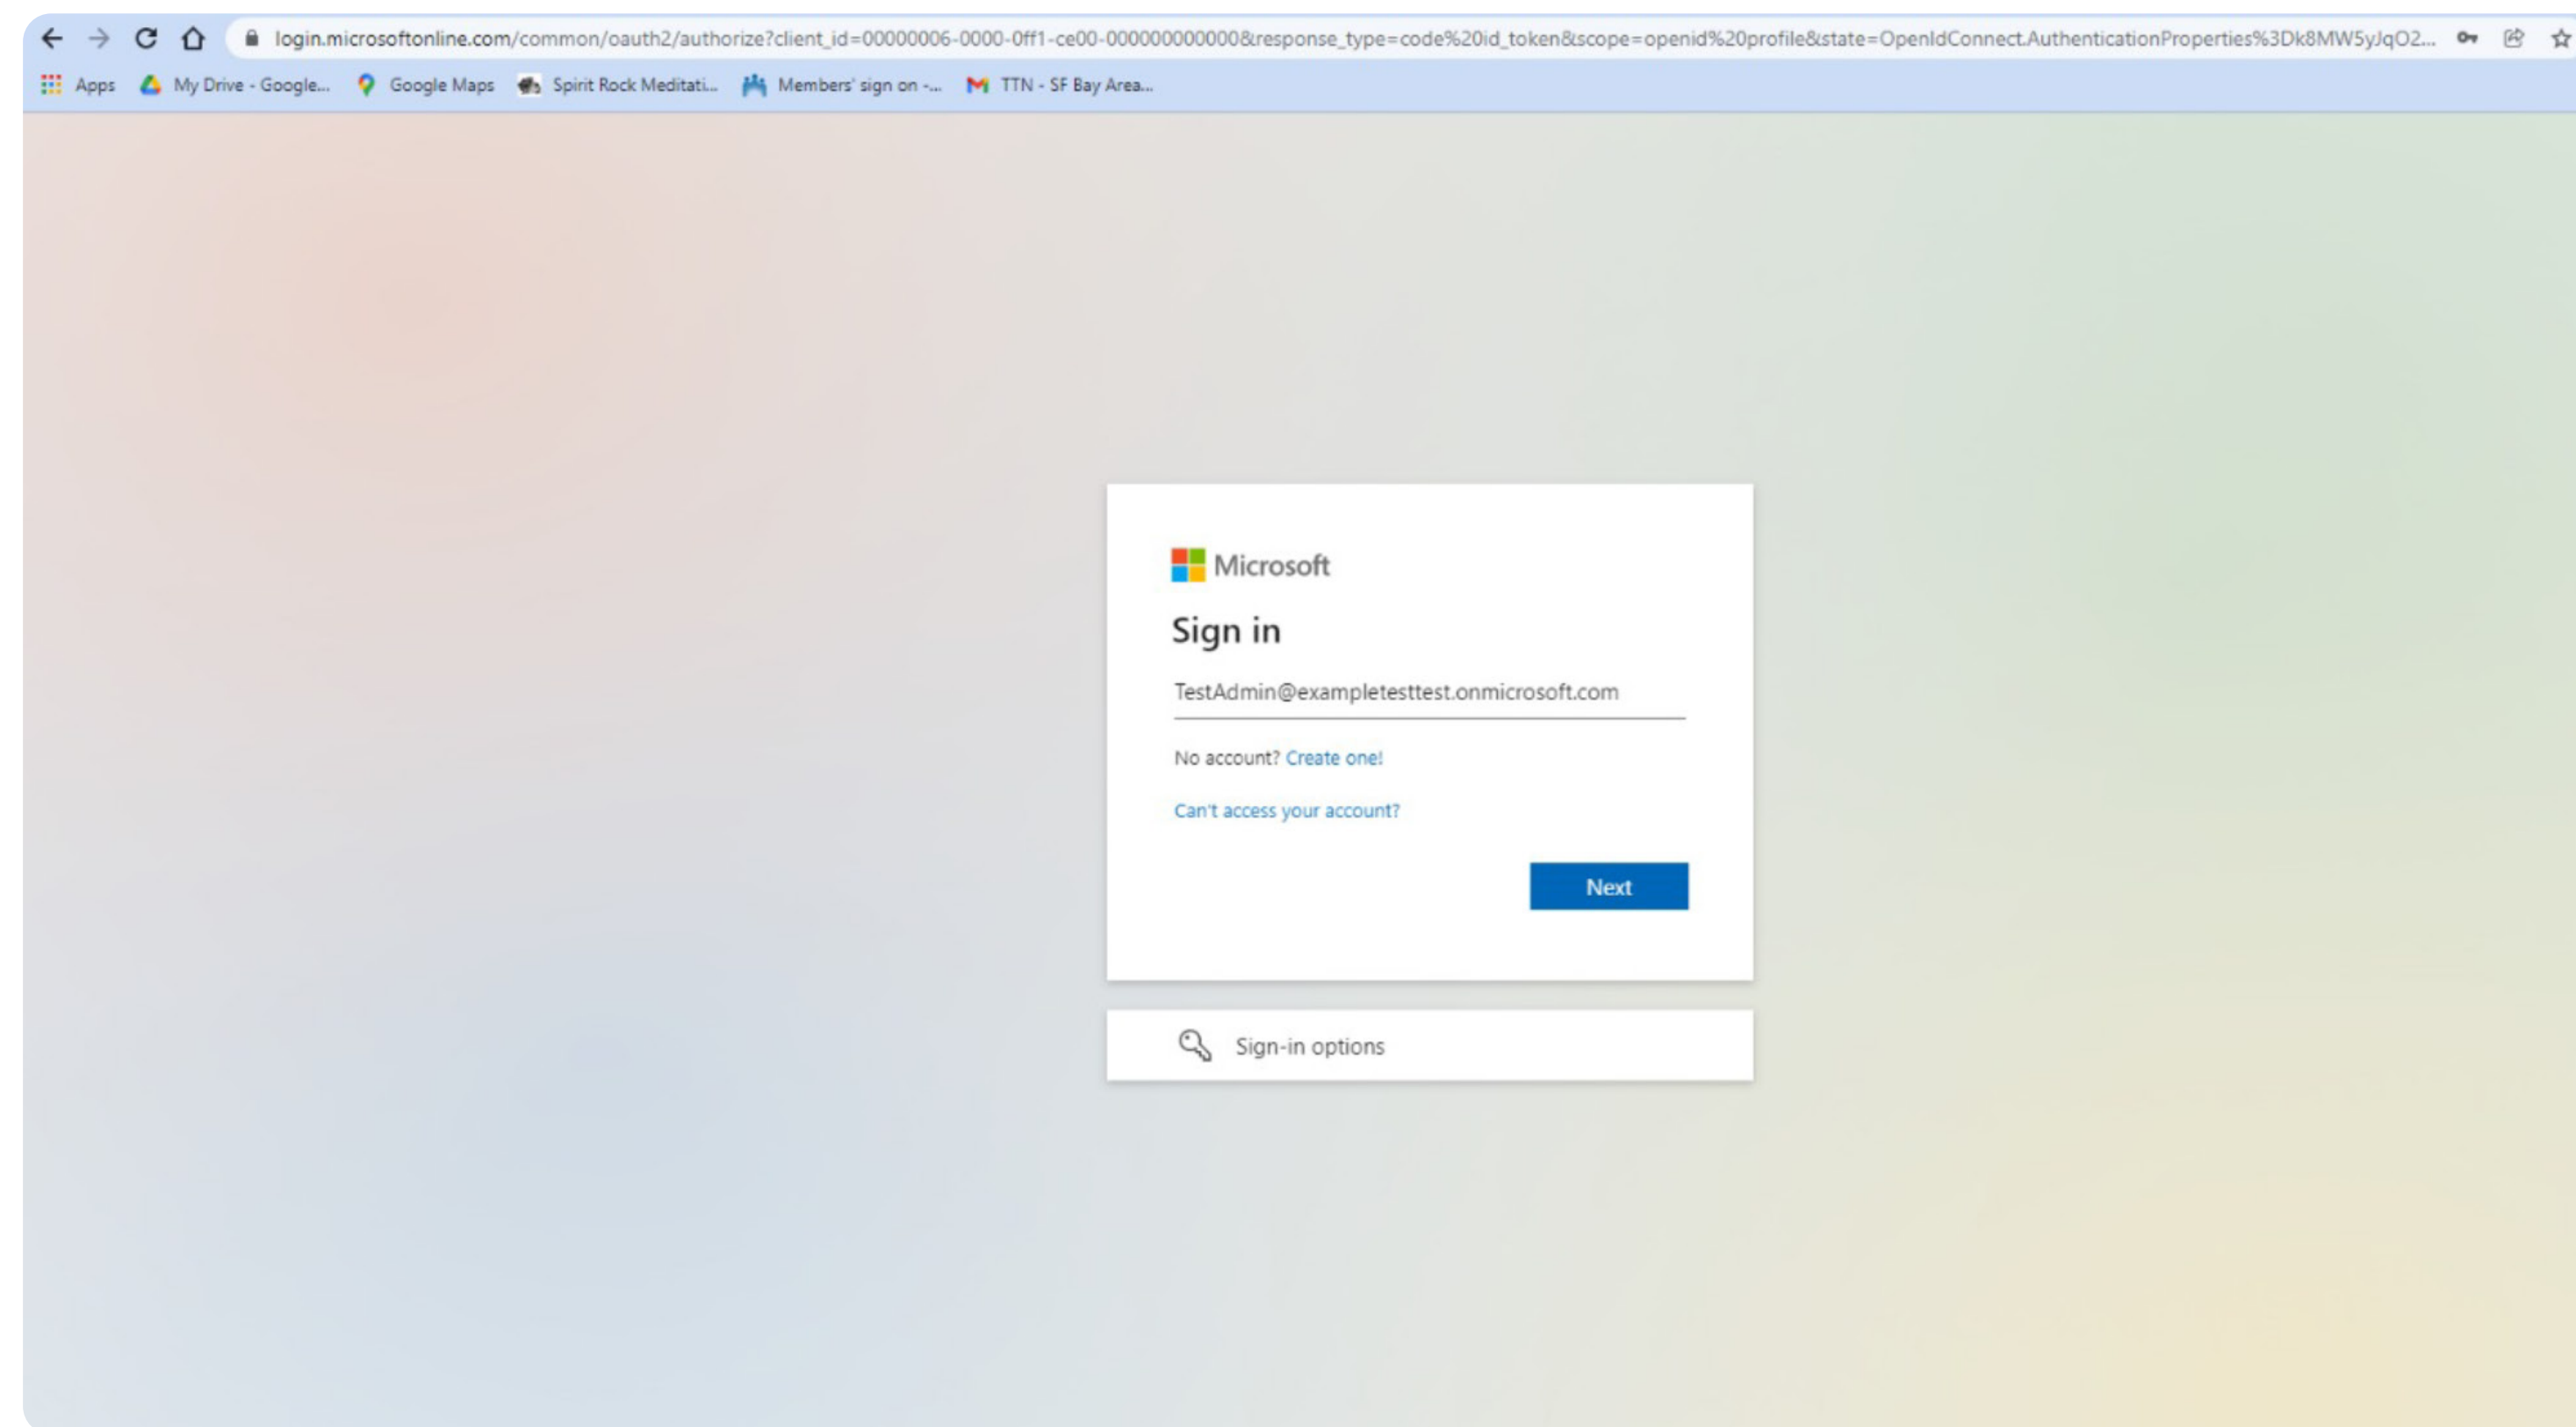 login.microsoftonline.com/common/oauth2/authorize?client_id=00000006-0000-0ff1-ce00-000000000000&response_type=code%20id_token&scope=openid%20profile&state=OpenIdConnect.AuthenticationProperties%3Dk8MW5yJqO2...
Apps My Drive - Google... Google Maps Spirit Rock Meditati... Members' sign on -... TTN - SF Bay Area...
Microsoft
Sign in
TestAdmin@exampletesttest.onmicrosoft.com
No account? Create one!
Can't access your account?
Next
Sign-in options